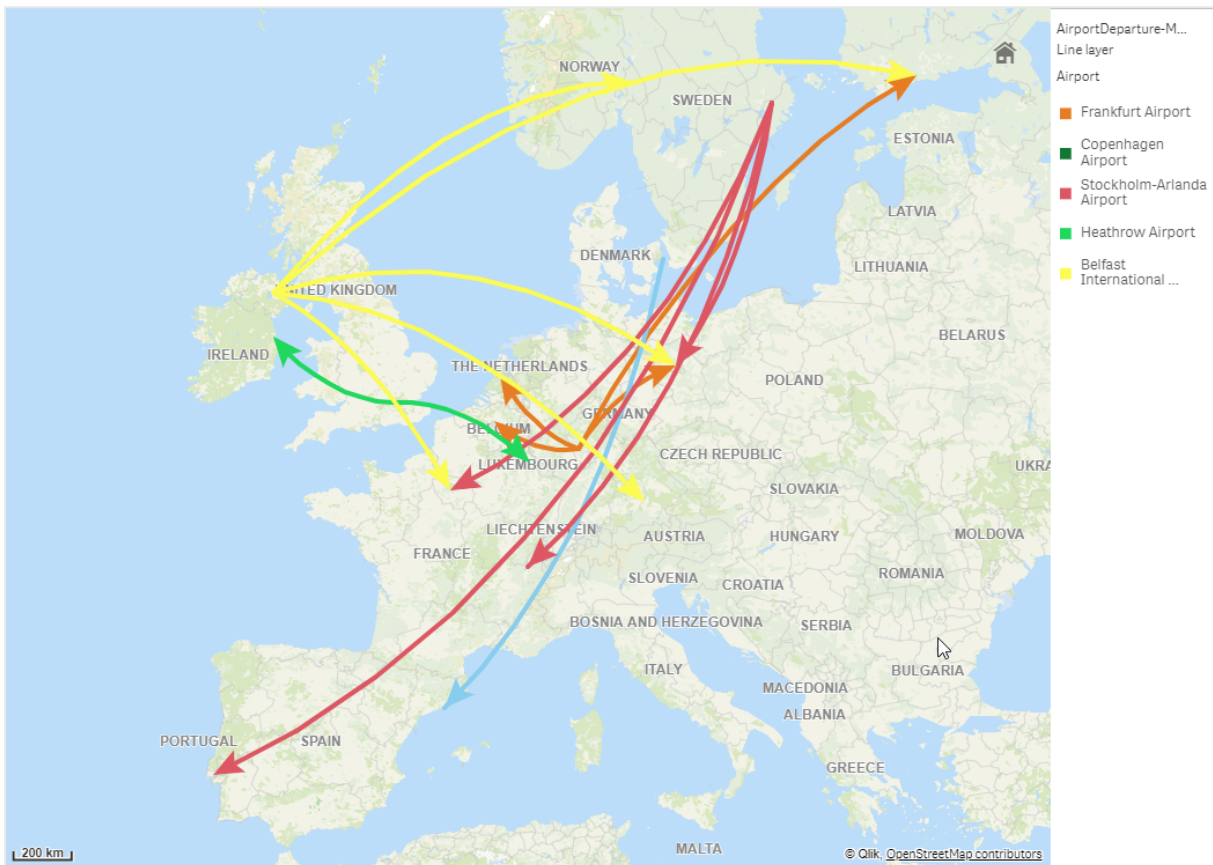 NORWAY
SWEDEN
ESTONIA
LATVIA
DENMARK
LITHUANIA
UNITED KINGDOM
BELARUS
IRELAND
THE NETHERLANDS
POLAND
GERMANY
BELGIUM
CZECH REPUBLIC
LUXEMBOURG
UKRA
SLOVAKIA
LIECHTENSTEIN
AUSTRIA
HUNGARY
MOLDOVA
FRANCE
ROMANIA
SLOVENIA
CROATIA
BOSNIA AND HERZEGOVINA
SERBIA
ITALY
BULGARIA
MACEDONIA
ALBANIA
PORTUGAL
SPAIN
GREECE
MALTA
200 km
© Qlik, OpenStreetMap contributors
AirportDeparture-M...
Line layer
Airport
Frankfurt Airport
Copenhagen
Airport
Stockholm-Arlanda
Airport
Heathrow Airport
Belfast
International ...